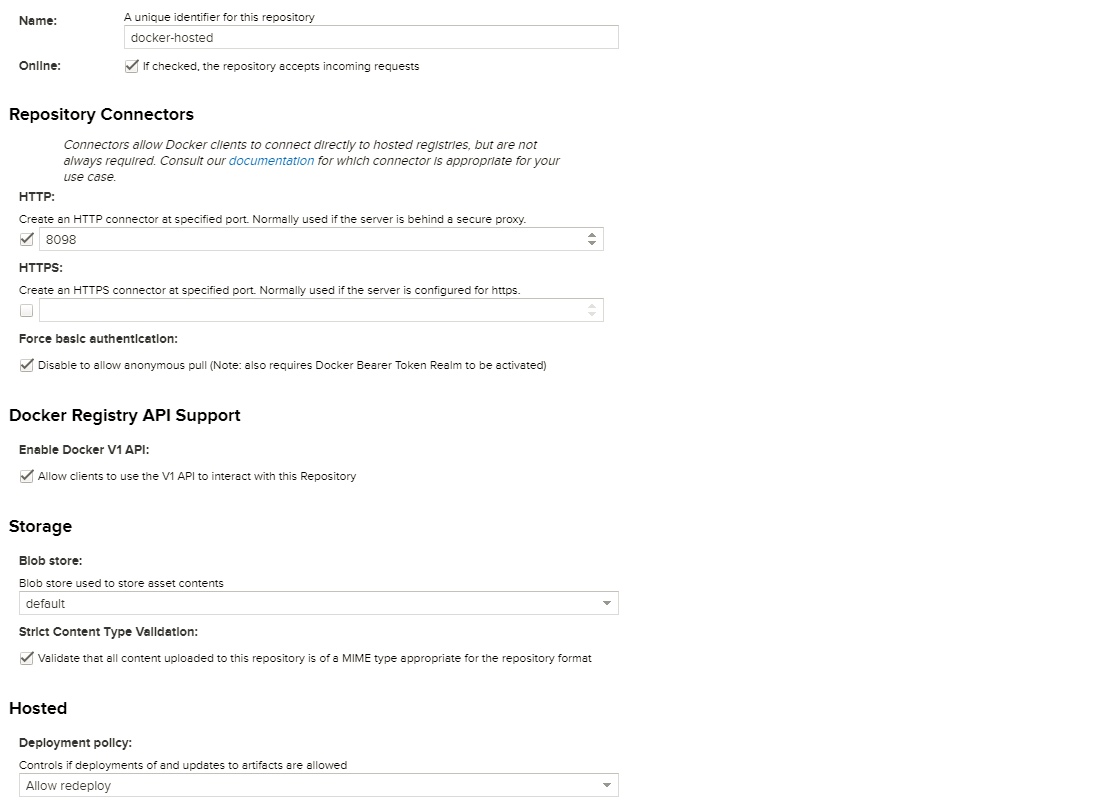 Name:
A unique identifier for this repository
docker-hosted
Online:
If checked, the repository accepts incoming requests
Repository Connectors
Connectors allow Docker clients to connect directly to hosted registries, but are not
always required. Consult our documentation for which connector is appropriate for your
use case.
HTTP:
Create an HTTP connector at specified port. Normally used if the server is behind a secure proxy.
8098
HTTPS:
Create an HTTPS connector at specified port. Normally used if the server is configured for https.
Force basic authentication:
Disable to allow anonymous pull (Note: also requires Docker Bearer Token Realm to be activated)
Docker Registry API Support
Enable Docker V1 API:
Allow clients to use the V1 API to interact with this Repository
Storage
Blob store:
Blob store used to store asset contents
default
Strict Content Type Validation:
Validate that all content uploaded to this repository is of a MIME type appropriate for the repository format
Hosted
Deployment policy:
Controls if deployments of and updates to artifacts are allowed
Allow redeploy